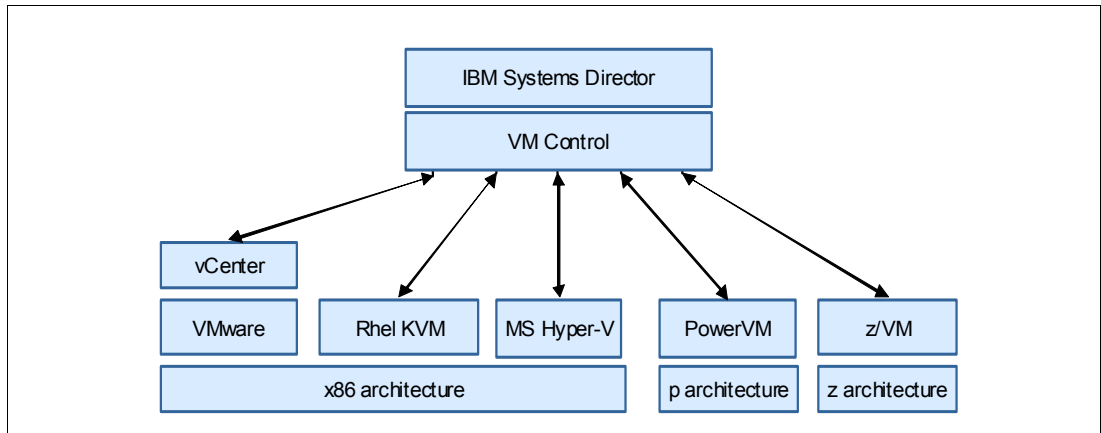 IBM Systems Director
VM Control
vCenter
VMware
Rhel KVM
MS Hyper-V
PowerVM
z/VM
x86 architecture
p architecture
z architecture